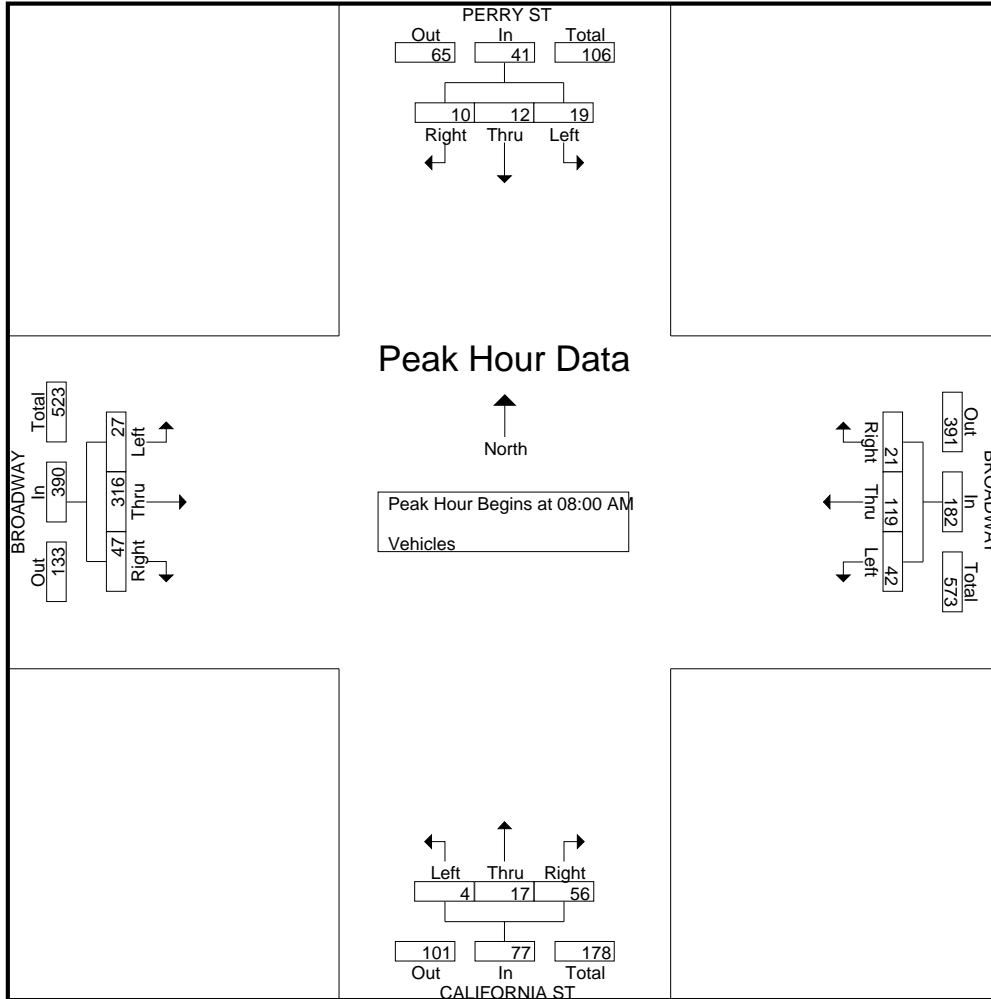 PERRY ST
Out In Total
65 41 106
10 12 19
Right Thru Left
Peak Hour Data
North
Peak Hour Begins at 08:00 AM
Vehicles
BROADWAY
Out In Total
133 390 523
Right Thru Left
47 316 27
BROADWAY
Out In Total
391 182 573
Right Thru Left
21 119 42
Left Thru Right
4 17 56
101 77 178
Out In Total
CALIFORNIA ST